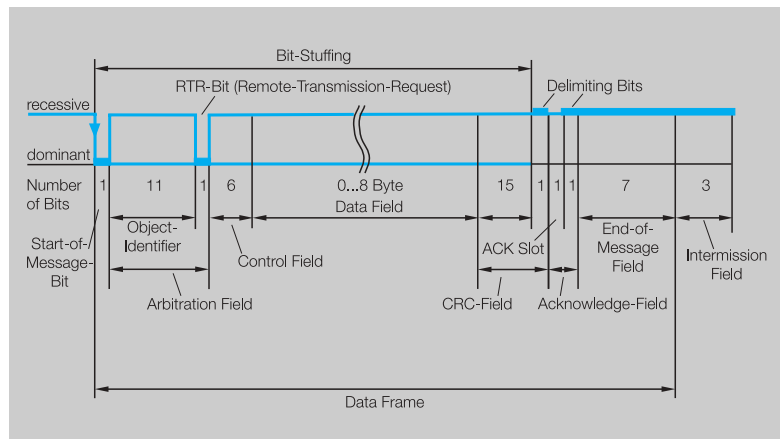 Bit-Stuffing
RTR-Bit (Remote-Transmission-Request)
Delimiting Bits
recessive
dominant
Number
of Bits
1 11 1 6 0...8 Byte 15 1 1 1 7 3
Data Field
Start-of-
Message-
Bit
Object-
Identifier
Control Field
ACK Slot
End-of-
Message
Field
Intermission
Field
Arbitration Field
CRC-Field
Acknowledge-Field
Data Frame